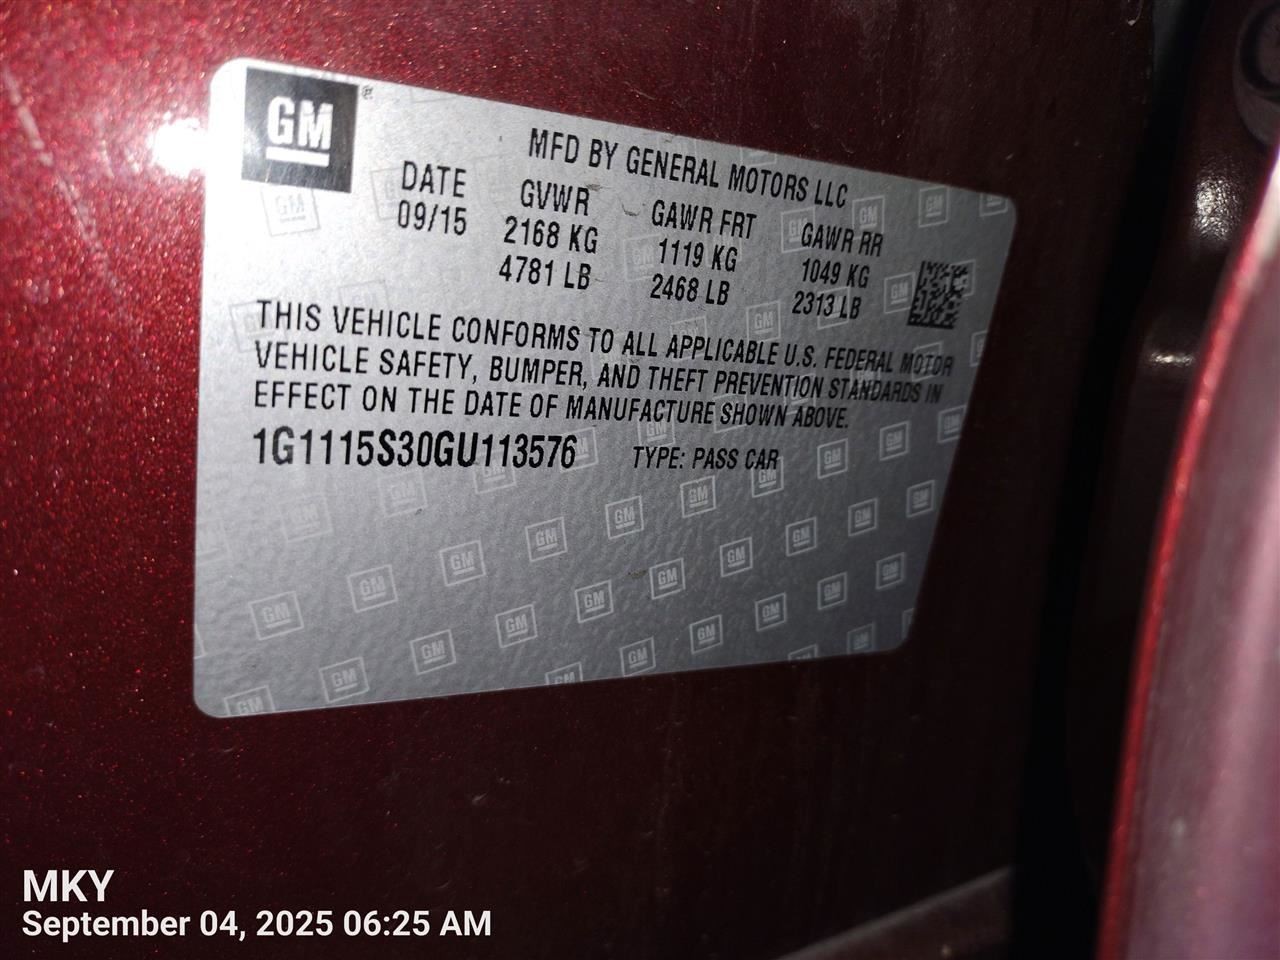 GM ®
MFD BY GENERAL MOTORS LLC
DATE GVWR GAWR FRT GAWR RR
09/15 2168 KG 1119 KG 1049 KG
4781 LB 2468 LB 2313 LB
THIS VEHICLE CONFORMS TO ALL APPLICABLE U.S. FEDERAL MOTOR
VEHICLE SAFETY, BUMPER, AND THEFT PREVENTION STANDARDS IN
EFFECT ON THE DATE OF MANUFACTURE SHOWN ABOVE.
1G1115S30GU113576 TYPE: PASS CAR
MKY
September 04, 2025 06:25 AM